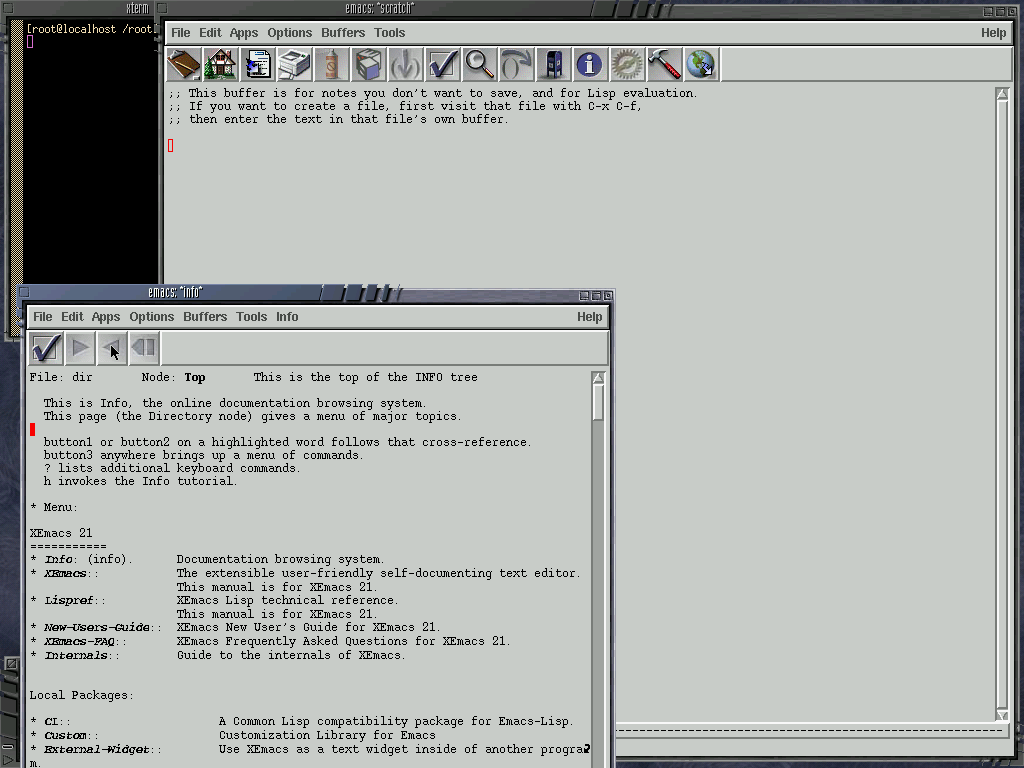 xterm
emacs: *scratch*
[root@localhost /root]
File Edit Apps Options Buffers Tools Help
;; This buffer is for notes you don't want to save, and for Lisp evaluation.
;; If you want to create a file, first visit that file with C-x C-f,
;; then enter the text in that file's own buffer.
emacs: *info*
File Edit Apps Options Buffers Tools Info Help
File: dir Node: Top This is the top of the INFO tree
This is Info, the online documentation browsing system.
This page (the Directory node) gives a menu of major topics.
button1 or button2 on a highlighted word follows that cross-reference.
button3 anywhere brings up a menu of commands.
? lists additional keyboard commands.
h invokes the Info tutorial.
* Menu:
XEmacs 21
===========
* Info: (info). Documentation browsing system.
* XEmacs:: The extensible user-friendly self-documenting text editor.
This manual is for XEmacs 21.
* Lispref:: XEmacs Lisp technical reference.
This manual is for XEmacs 21.
* New-Users-Guide:: XEmacs New User's Guide for XEmacs 21.
* XEmacs-FAQ:: XEmacs Frequently Asked Questions for XEmacs 21.
* Internals:: Guide to the internals of XEmacs.
Local Packages:
* CL:: A Common Lisp compatibility package for Emacs-Lisp.
* Custom:: Customization Library for Emacs
* External-Widget:: Use XEmacs as a text widget inside of another progra
m.